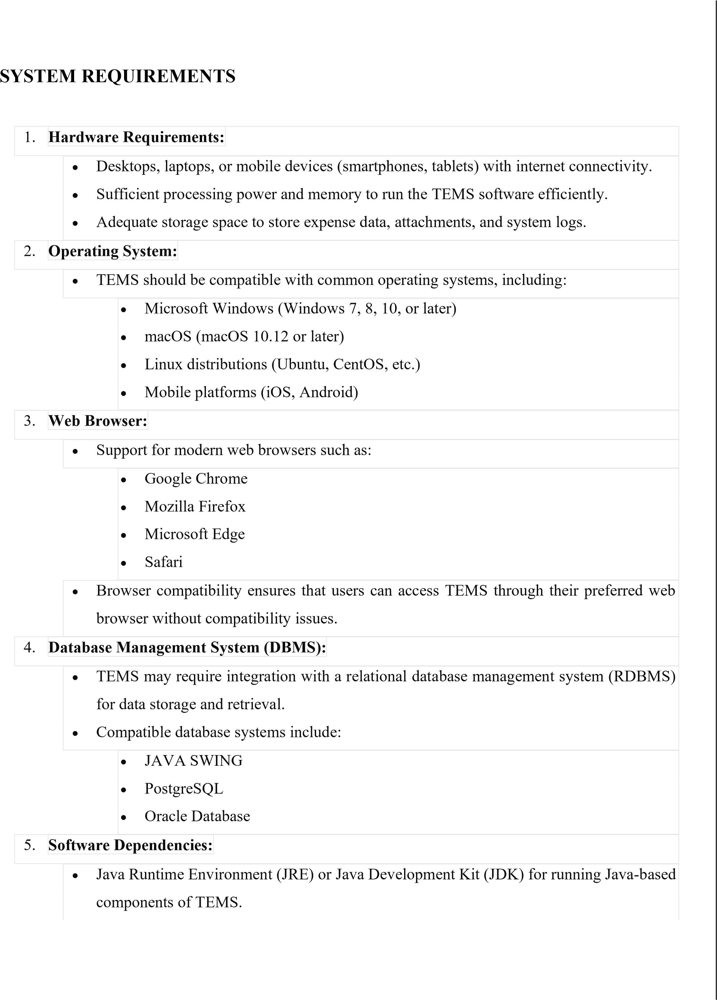 SYSTEM REQUIREMENTS
1. Hardware Requirements:
• Desktops, laptops, or mobile devices (smartphones, tablets) with internet connectivity.
• Sufficient processing power and memory to run the TEMS software efficiently.
• Adequate storage space to store expense data, attachments, and system logs.
2. Operating System:
• TEMS should be compatible with common operating systems, including:
• Microsoft Windows (Windows 7, 8, 10, or later)
• macOS (macOS 10.12 or later)
• Linux distributions (Ubuntu, CentOS, etc.)
• Mobile platforms (iOS, Android)
3. Web Browser:
• Support for modern web browsers such as:
• Google Chrome
• Mozilla Firefox
• Microsoft Edge
• Safari
• Browser compatibility ensures that users can access TEMS through their preferred web
browser without compatibility issues.
4. Database Management System (DBMS):
• TEMS may require integration with a relational database management system (RDBMS)
for data storage and retrieval.
• Compatible database systems include:
• JAVA SWING
• PostgreSQL
• Oracle Database
5. Software Dependencies:
• Java Runtime Environment (JRE) or Java Development Kit (JDK) for running Java-based
components of TEMS.